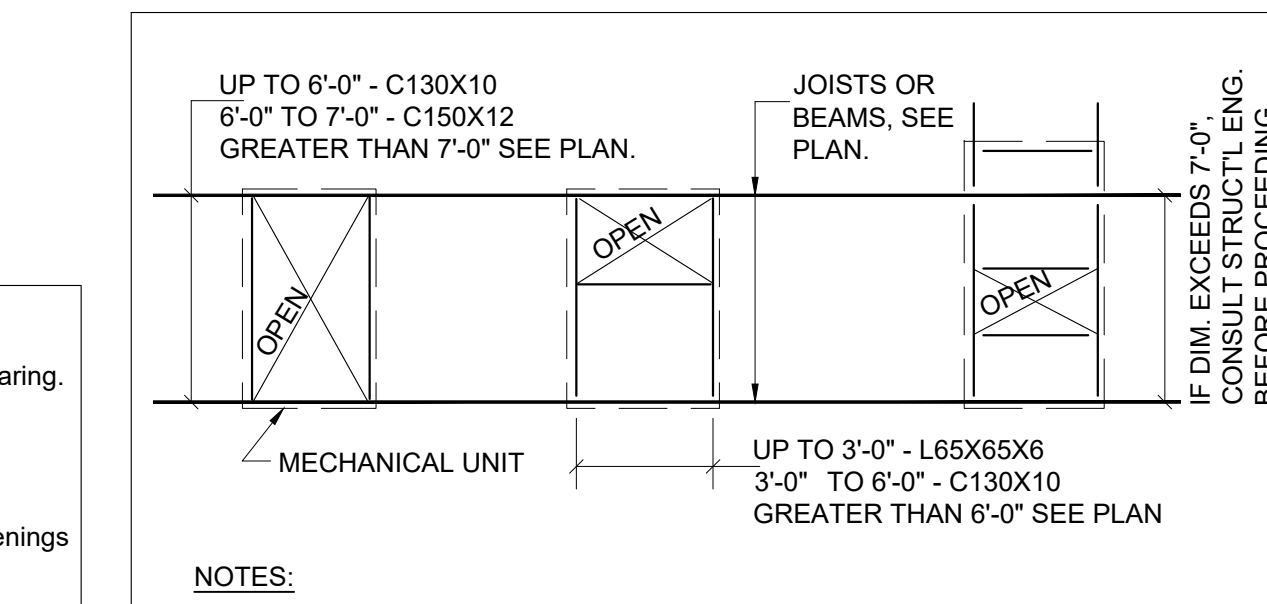 UP TO 6'-0" - C130X10
6'-0" TO 7'-0" - C150X12
GREATER THAN 7'-0" SEE PLAN.
JOISTS OR
BEAMS, SEE
PLAN.
IF DIM. EXCEEDS 7'-0",
CONSULT STRUCT'L ENG.
BEFORE PROCEEDING
OPEN
OPEN
OPEN
MECHANICAL UNIT
UP TO 3'-0" - L65X65X6
3'-0" TO 6'-0" - C130X10
GREATER THAN 6'-0" SEE PLAN
NOTES:
aring.
enings